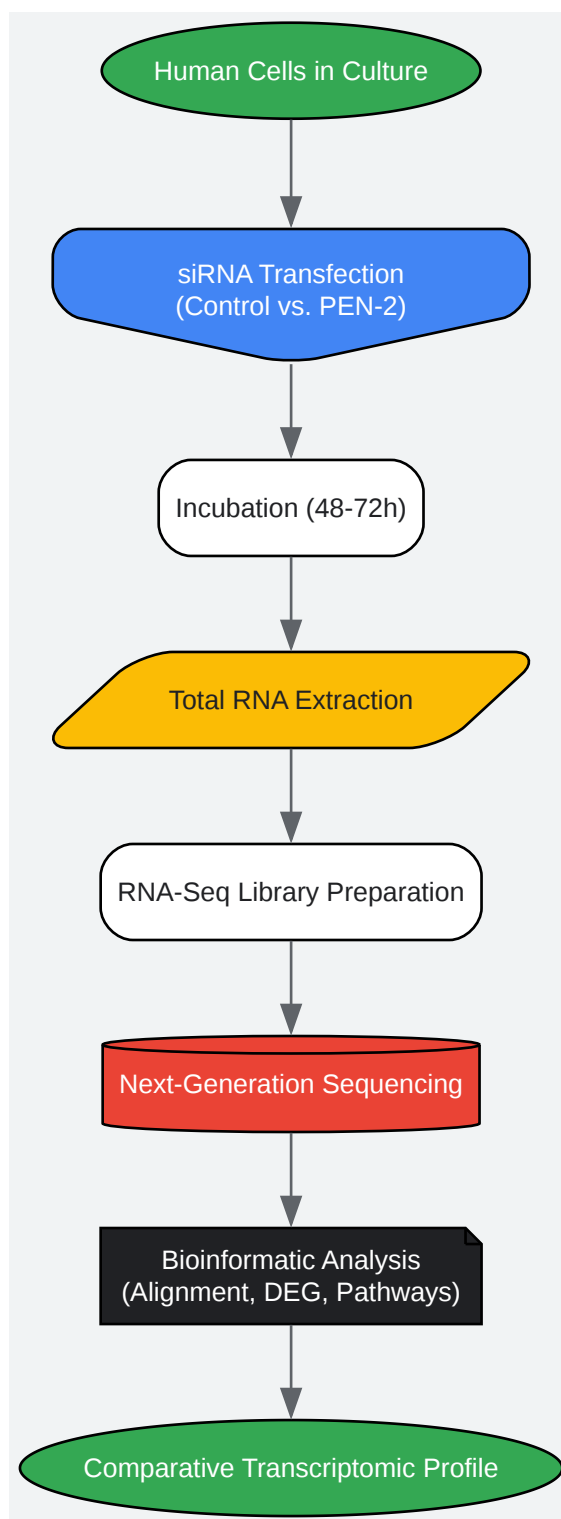 Human Cells in Culture
siRNA Transfection
(Control vs. PEN-2)
Incubation (48-72h)
Total RNA Extraction
RNA-Seq Library Preparation
Next-Generation Sequencing
Bioinformatic Analysis
(Alignment, DEG, Pathways)
Comparative Transcriptomic Profile